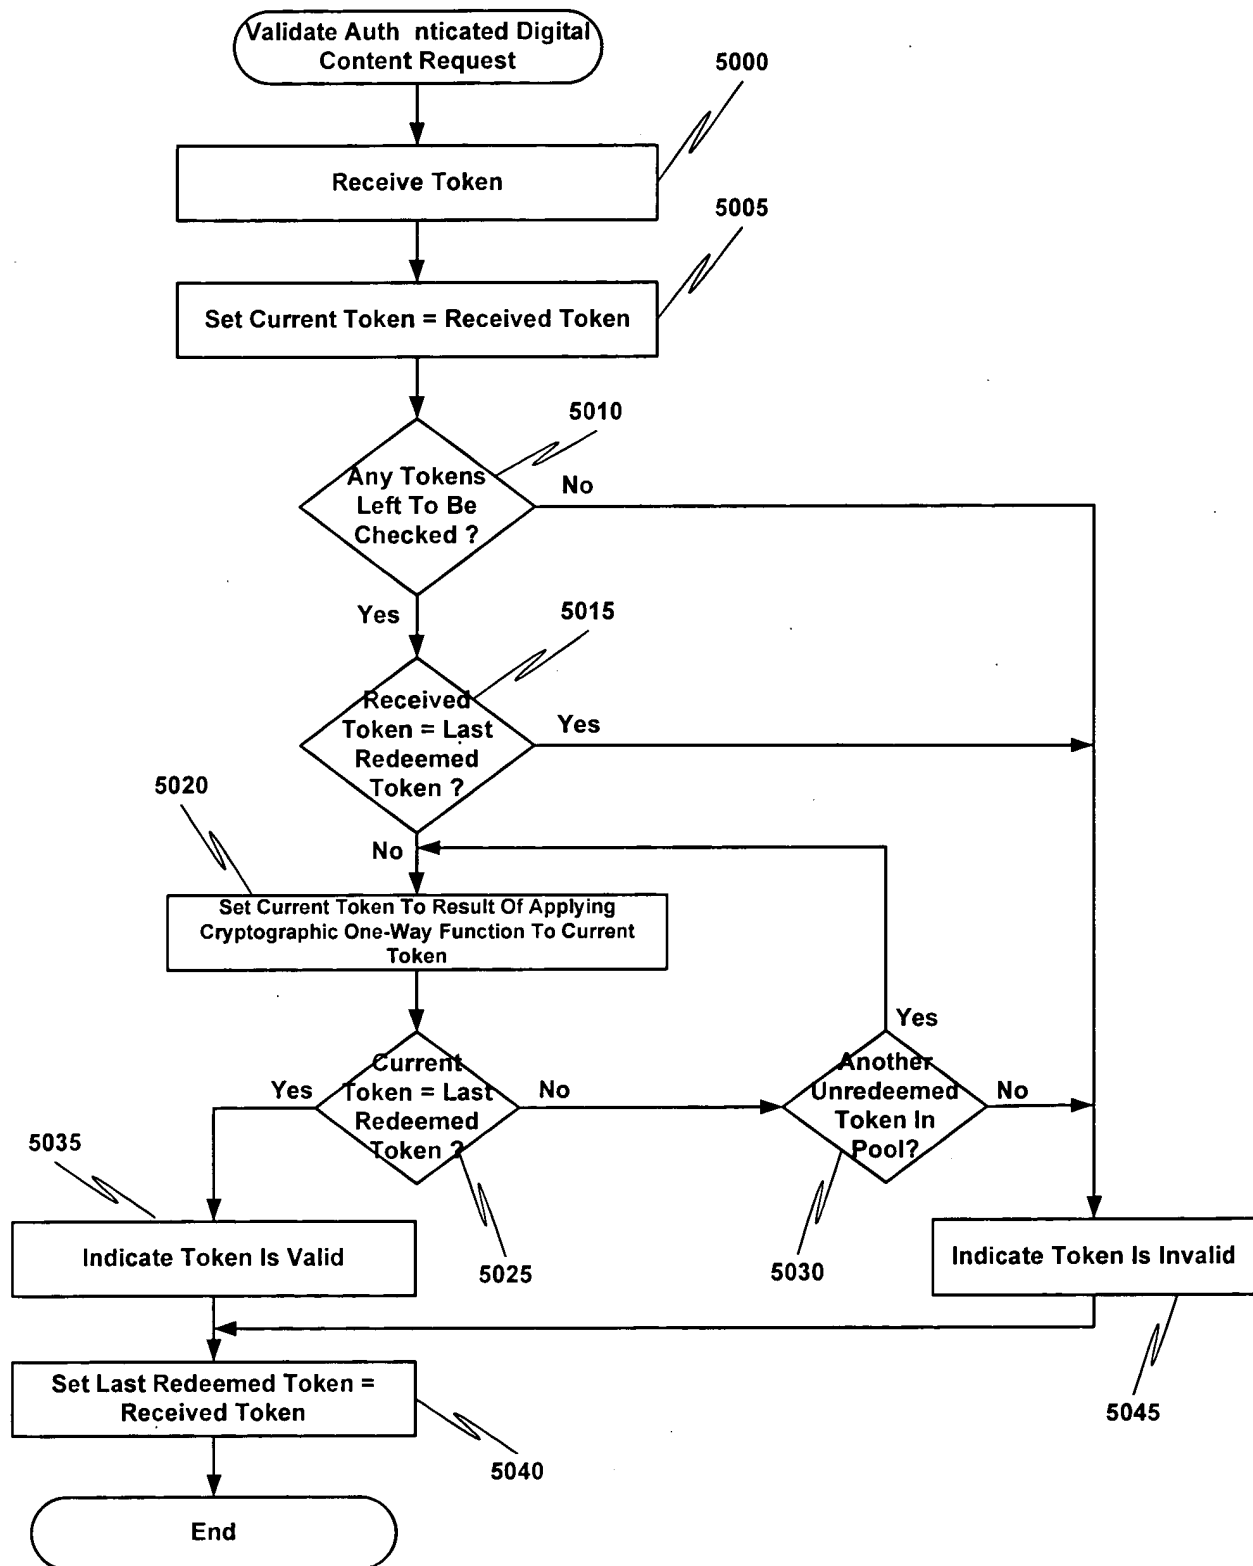 Validate Auth nticated Digital
Content Request
5000
Receive Token
5005
Set Current Token = Received Token
5010
Any Tokens
Left To Be
Checked ?
No
Yes
5015
Received
Token = Last
Redeemed
Token ?
Yes
5020
No
Set Current Token To Result Of Applying
Cryptographic One-Way Function To Current
Token
Yes
Current
Token = Last
Redeemed
Token ?
No
Another
Unredeemed
Token In
Pool?
Yes
No
5035
Indicate Token Is Valid
5025
5030
Indicate Token Is Invalid
Set Last Redeemed Token =
Received Token
5045
5040
End